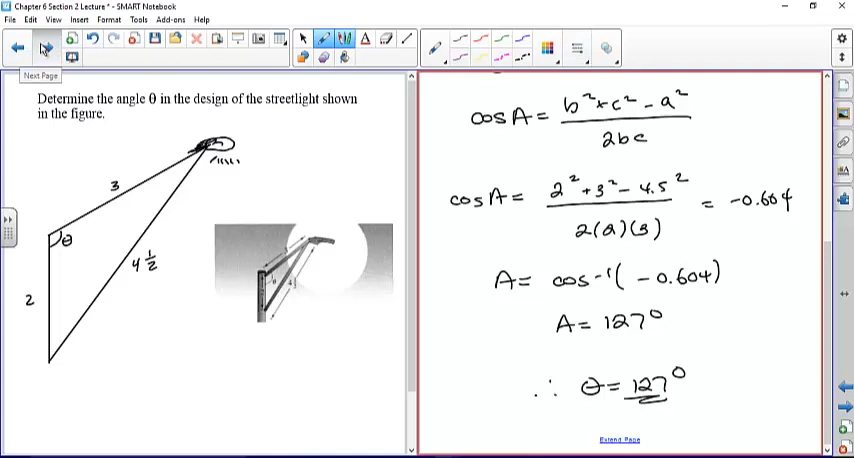 Chapter 6 Section 2 Lecture * - SMART Notebook
File Edit View Insert Format Tools Add-ons Help
Next Page
Determine the angle θ in the design of the streetlight shown
in the figure.
3
θ
4 1/2
2
θ
4 1/2
cos A = b² + c² - a² / 2bc
cos A = 2² + 3² - 4.5² / 2(2)(3) = -0.604
A = cos-1(-0.604)
A = 127°
∴ θ = 127°
Extend Page